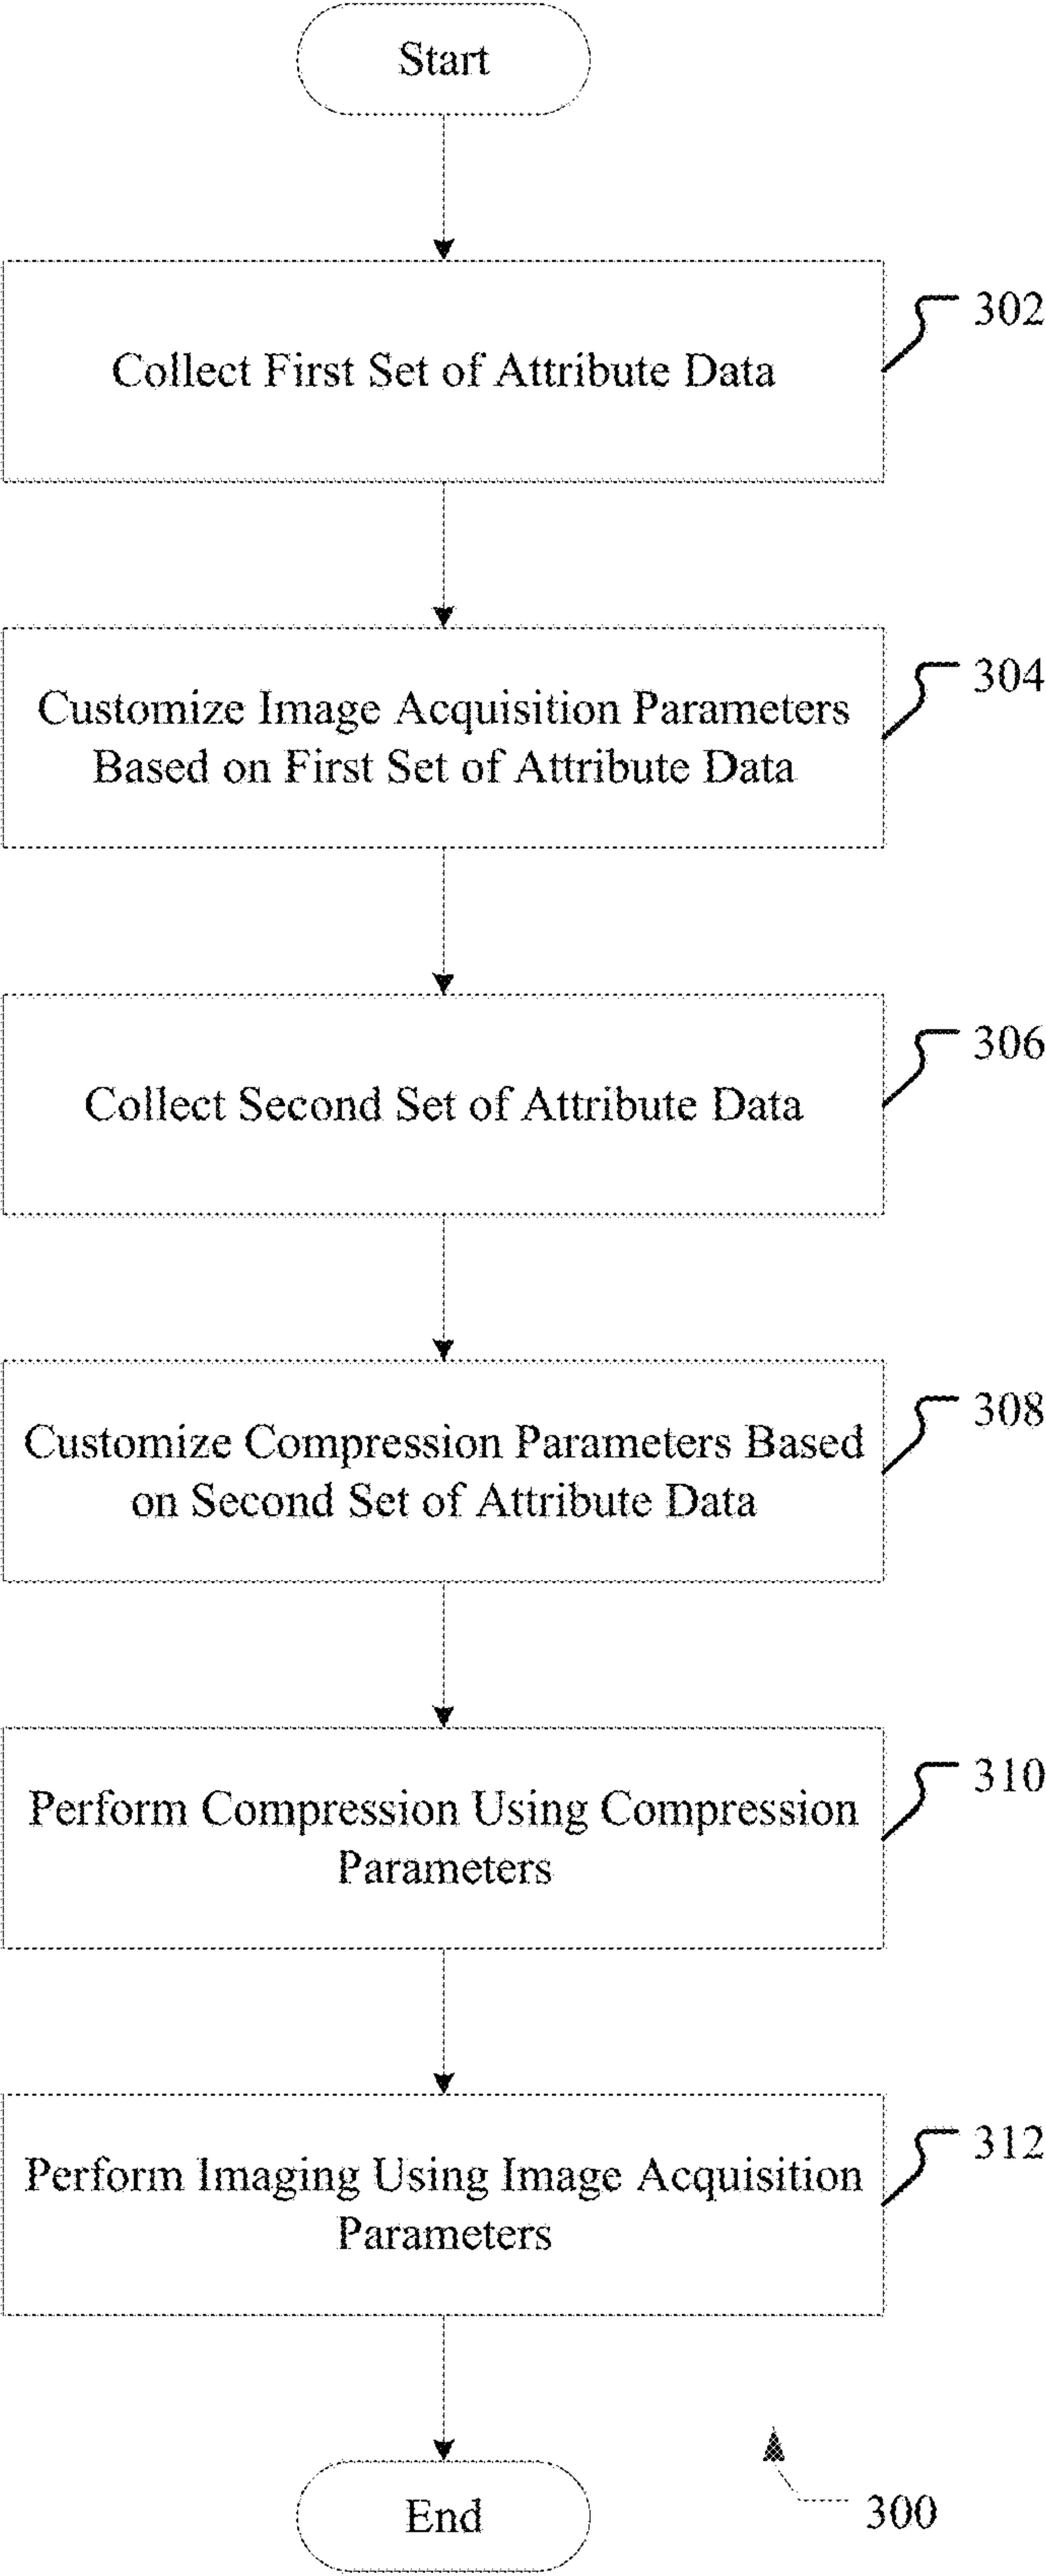 Start
302
Collect First Set of Attribute Data
304
Customize Image Acquisition Parameters
Based on First Set of Attribute Data
306
Collect Second Set of Attribute Data
308
Customize Compression Parameters Based
on Second Set of Attribute Data
310
Perform Compression Using Compression
Parameters
312
Perform Imaging Using Image Acquisition
Parameters
End
300